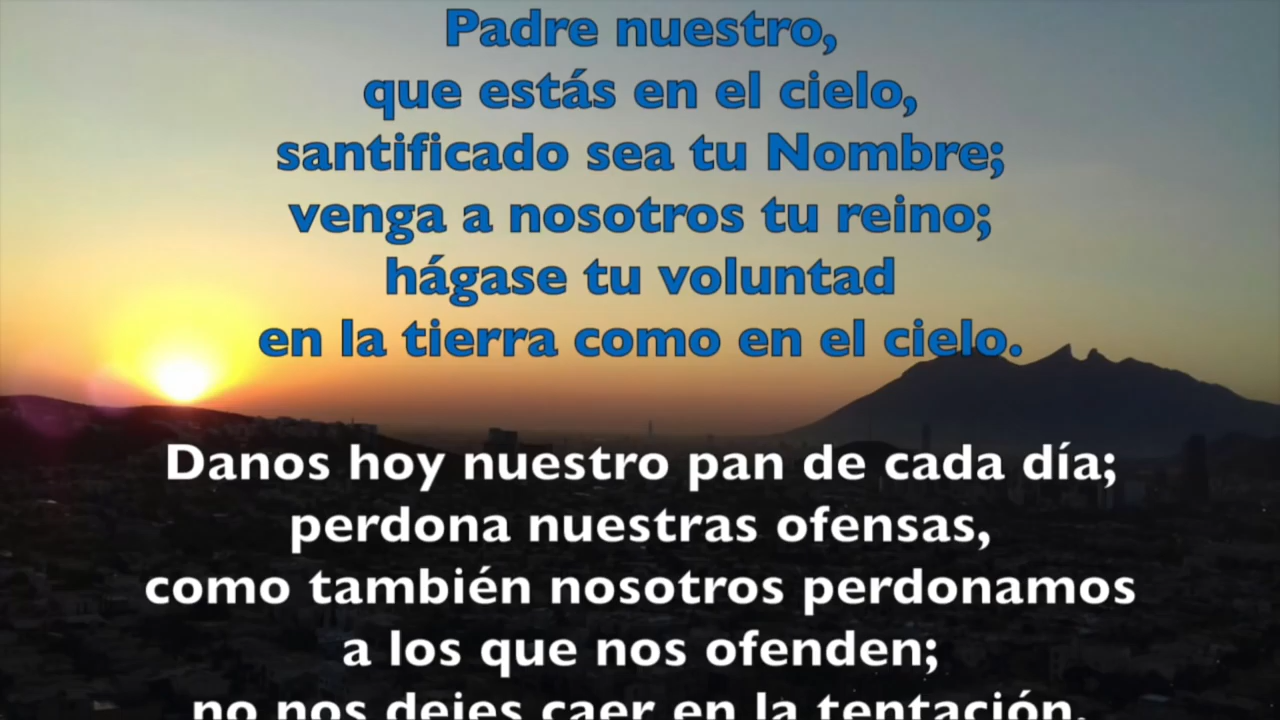 Padre nuestro,
que estás en el cielo,
santificado sea tu Nombre;
venga a nosotros tu reino;
hágase tu voluntad
en la tierra como en el cielo.
Danos hoy nuestro pan de cada día;
perdona nuestras ofensas,
como también nosotros perdonamos
a los que nos ofenden;
no nos dejes caer en la tentación,